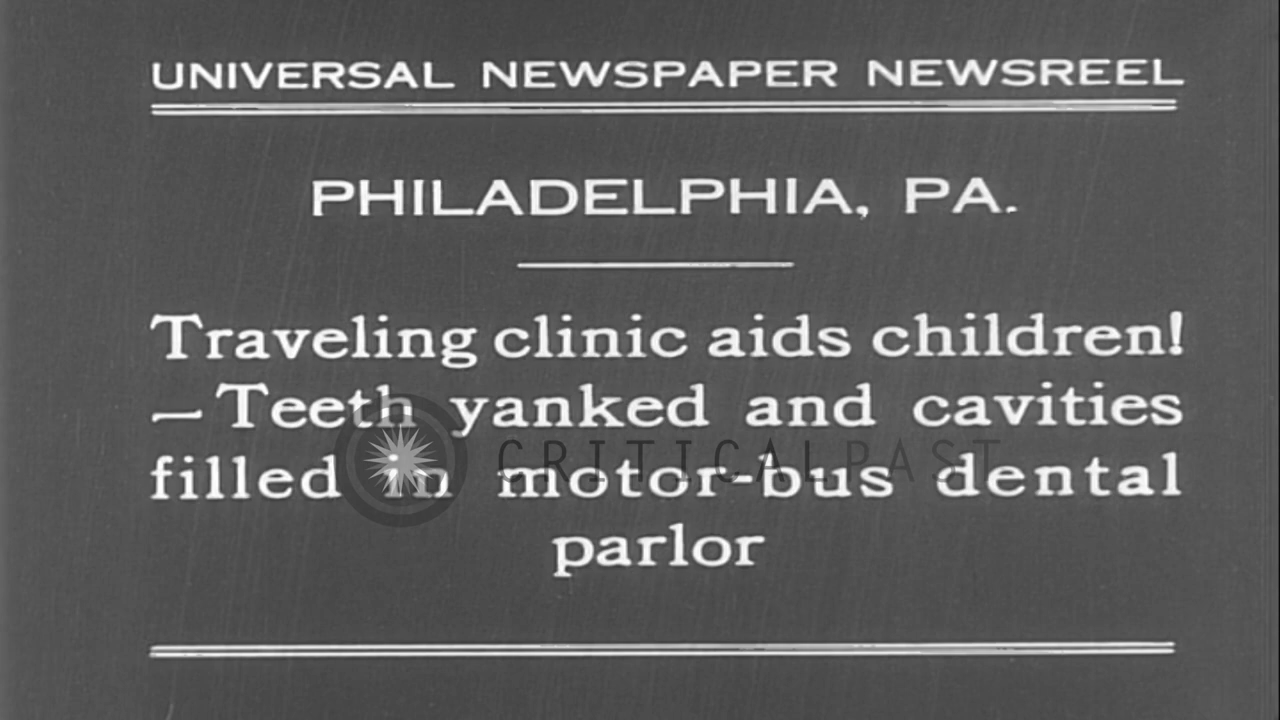 UNIVERSAL NEWSPAPER NEWSREEL
PHILADELPHIA, PA.
Traveling clinic aids children!
—Teeth yanked and cavities
filled in motor-bus dental
parlor
CRITICALPAST